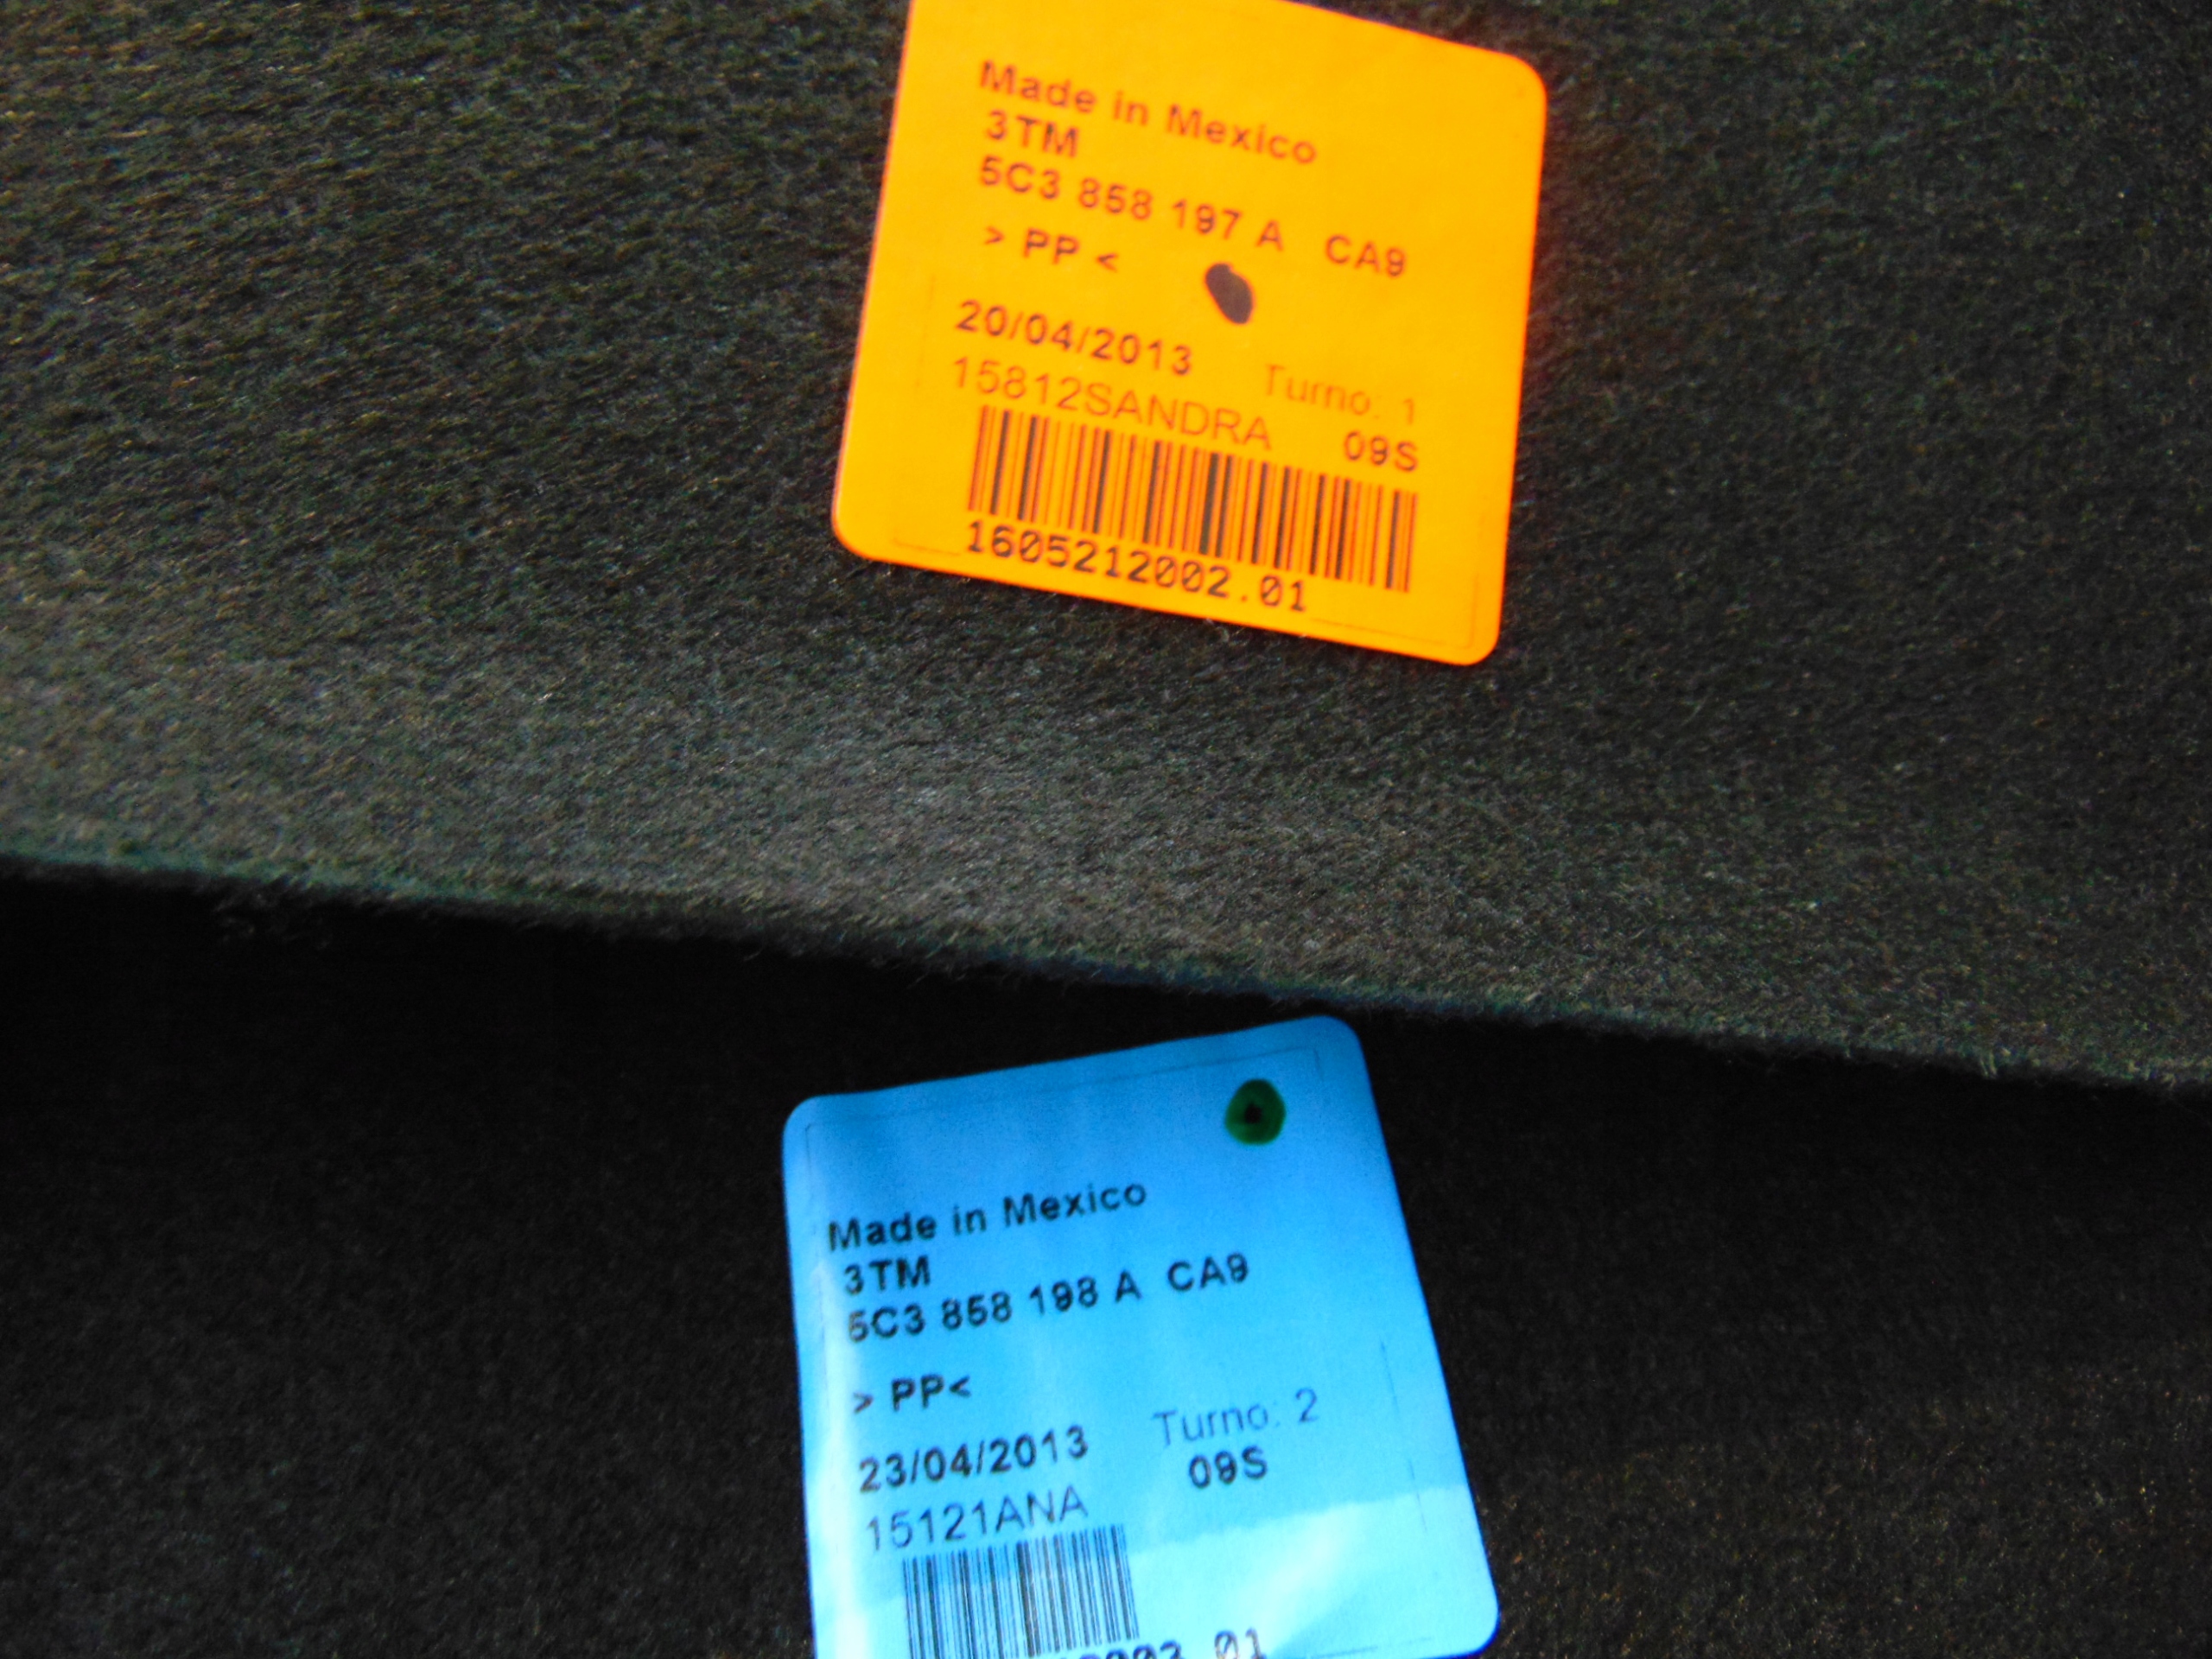 Made in Mexico
3TM
5C3 858 197 A CA9
> PP <
20/04/2013 Turno: 1
15812SANDRA 09S
1605212002.01
Made in Mexico
3TM
5C3 858 198 A CA9
> PP<
23/04/2013 Turno: 2
15121ANA 09S